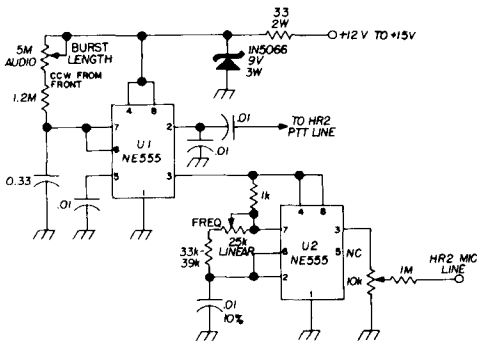 33
2W
+12V TO +15V
5M
AUDIO
BURST
LENGTH
CCW FROM
FRONT
1N5066
9V
3W
1.2M
4 8
7
6
5
2
3
1
U1
NE555
.01
.01
TO HR2
PTT LINE
0.33
.01
1k
FREQ
25k
LINEAR
33k-
39k
4 8
7
6
2
3
5
1
U2
NE555
NC
10k
1M
HR2 MIC
LINE
.01
10%